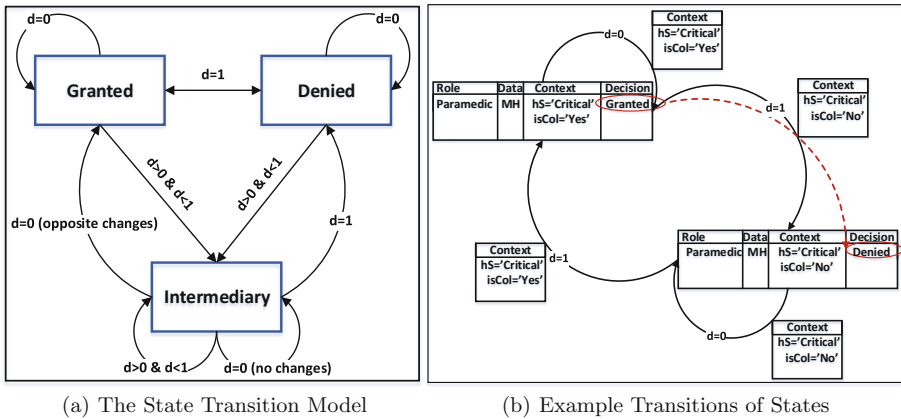 d=0
d=0
Granted
d=1
Denied
d>0 & d<1
d>0 & d<1
d=0 (opposite changes)
d=1
Intermediary
d>0 & d<1
d=0 (no changes)
(a) The State Transition Model
Context
hS='Critical'
isCol='Yes'
d=0
Role Data Context Decision
Paramedic MH hS='Critical' Granted
isCol='Yes'
Context
hS='Critical'
isCol='No'
d=1
Role Data Context Decision
Paramedic MH hS='Critical' Denied
isCol='No'
Context
hS='Critical'
isCol='Yes'
d=1
d=0
Context
hS='Critical'
isCol='No'
(b) Example Transitions of States